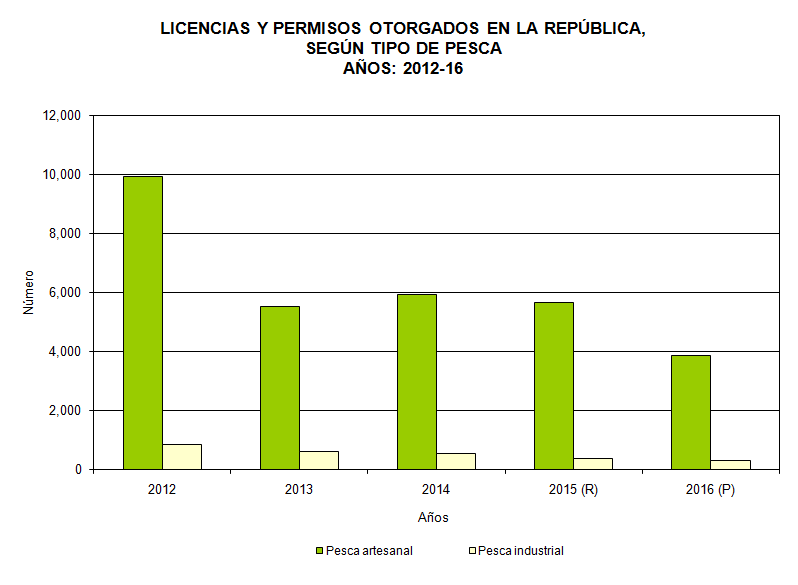 LICENCIAS Y PERMISOS OTORGADOS EN LA REPÚBLICA,
SEGÚN TIPO DE PESCA
AÑOS: 2012-16
12,000
10,000
8,000
6,000
4,000
2,000
0
Número
2012
2013
2014
2015 (R)
2016 (P)
Años
Pesca artesanal
Pesca industrial